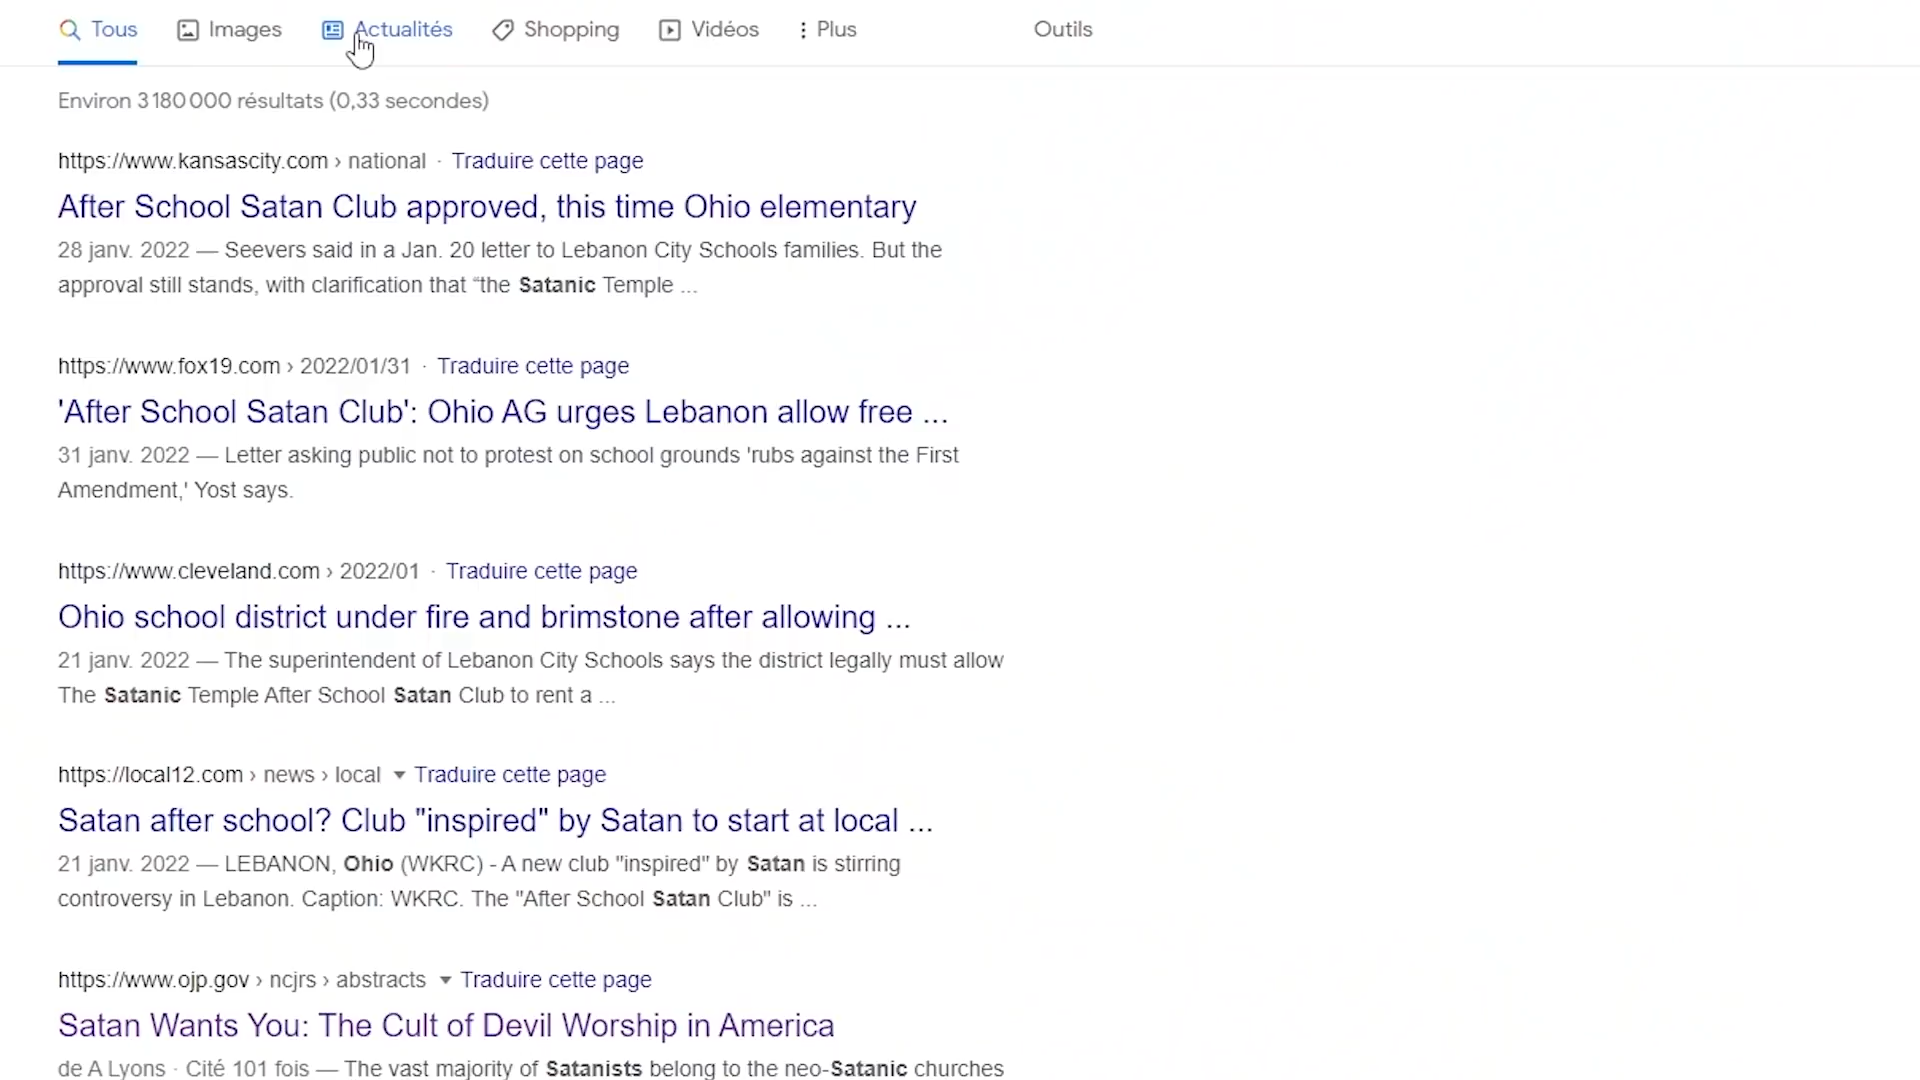 Tous Images Actualités Shopping Vidéos Plus Outils
Environ 3 180 000 résultats (0,33 secondes)
https://www.kansascity.com › national · Traduire cette page
After School Satan Club approved, this time Ohio elementary
28 janv. 2022 — Seevers said in a Jan. 20 letter to Lebanon City Schools families. But the
approval still stands, with clarification that “the Satanic Temple ...
https://www.fox19.com › 2022/01/31 · Traduire cette page
'After School Satan Club': Ohio AG urges Lebanon allow free ...
31 janv. 2022 — Letter asking public not to protest on school grounds 'rubs against the First
Amendment,' Yost says.
https://www.cleveland.com › 2022/01 · Traduire cette page
Ohio school district under fire and brimstone after allowing ...
21 janv. 2022 — The superintendent of Lebanon City Schools says the district legally must allow
The Satanic Temple After School Satan Club to rent a ...
https://local12.com › news › local Traduire cette page
Satan after school? Club "inspired" by Satan to start at local ...
21 janv. 2022 — LEBANON, Ohio (WKRC) - A new club "inspired" by Satan is stirring
controversy in Lebanon. Caption: WKRC. The "After School Satan Club" is ...
https://www.ojp.gov › ncjrs › abstracts Traduire cette page
Satan Wants You: The Cult of Devil Worship in America
de A Lyons · Cité 101 fois — The vast majority of Satanists belong to the neo-Satanic churches